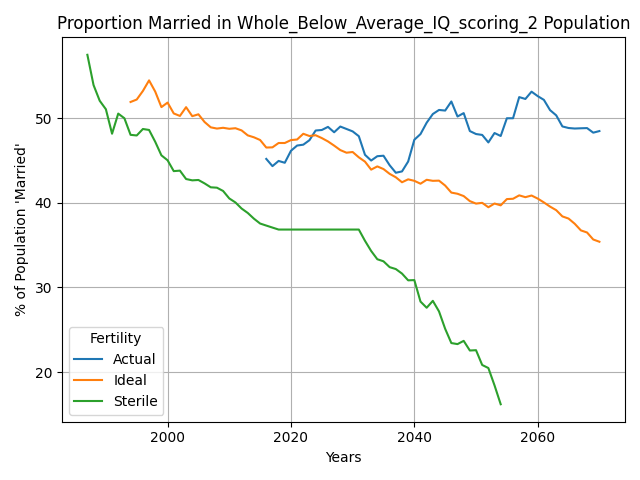 Proportion Married in Whole_Below_Average_IQ_scoring_2 Population
% of Population 'Married'
50
40
30
20
Fertility
Actual
Ideal
Sterile
2000 2020 2040 2060
Years